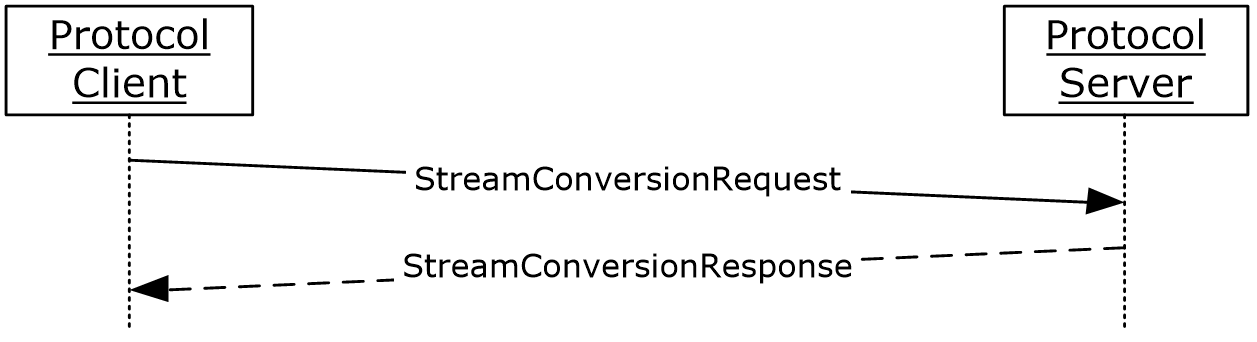 Protocol
Client
Protocol
Server
StreamConversionRequest
StreamConversionResponse